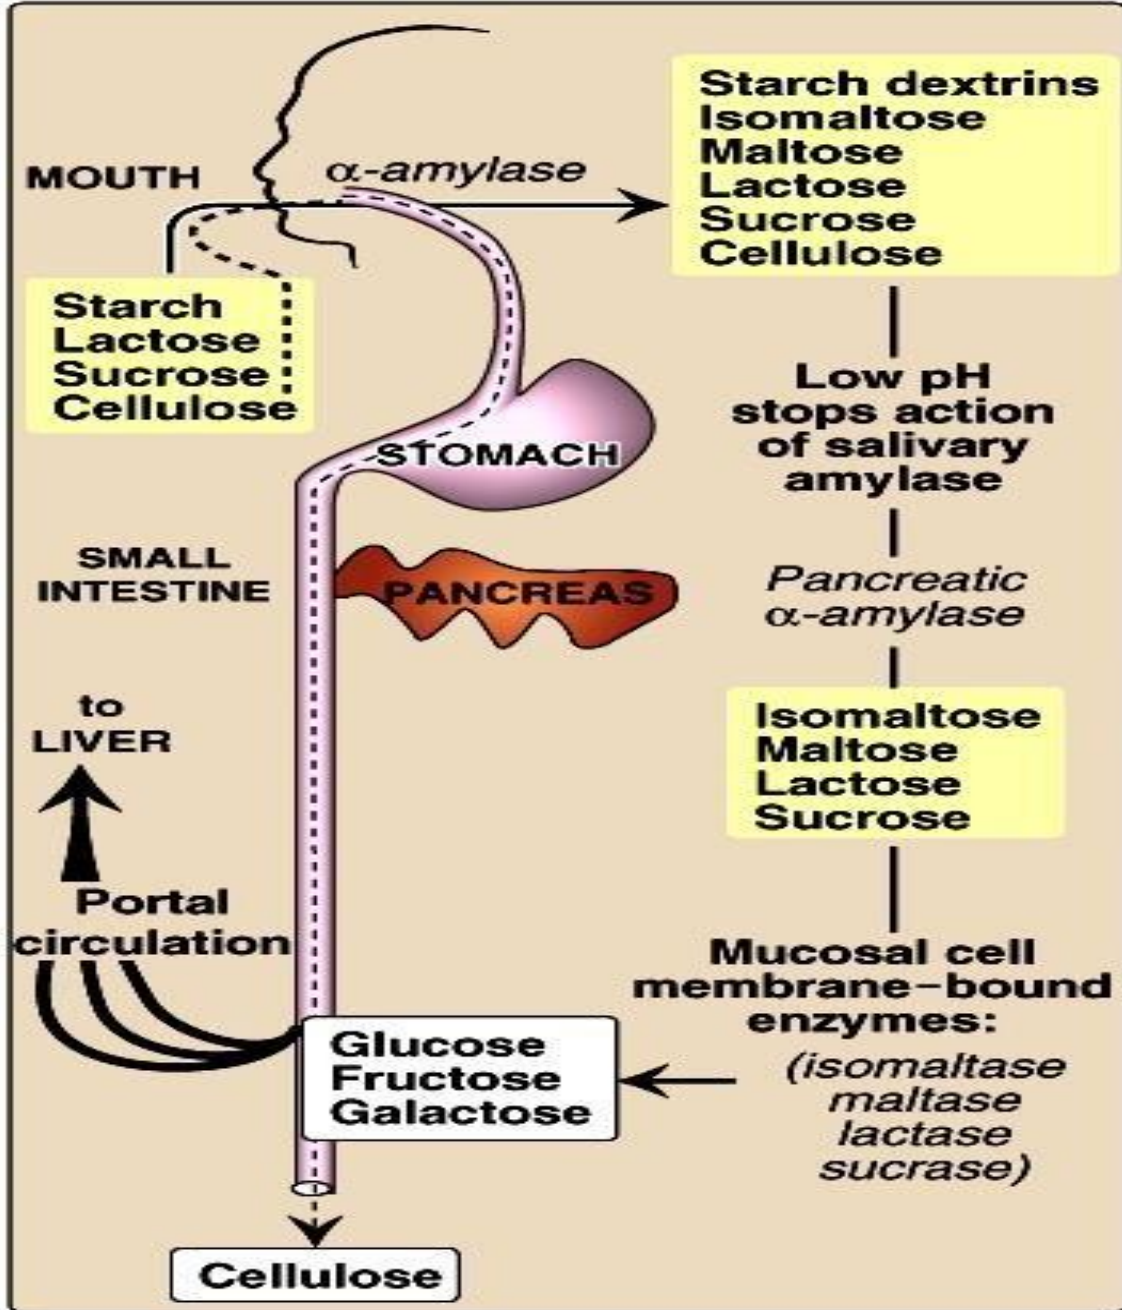 MOUTH
α-amylase
Starch dextrins
Isomaltose
Maltose
Lactose
Sucrose
Cellulose
Starch
Lactose
Sucrose
Cellulose
Low pH
stops action
of salivary
amylase
STOMACH
SMALL
INTESTINE
PANCREAS
Pancreatic
α-amylase
Isomaltose
Maltose
Lactose
Sucrose
to
LIVER
Portal
circulation
Mucosal cell
membrane-bound
enzymes:
(isomaltase
maltase
lactase
sucrase)
Glucose
Fructose
Galactose
Cellulose